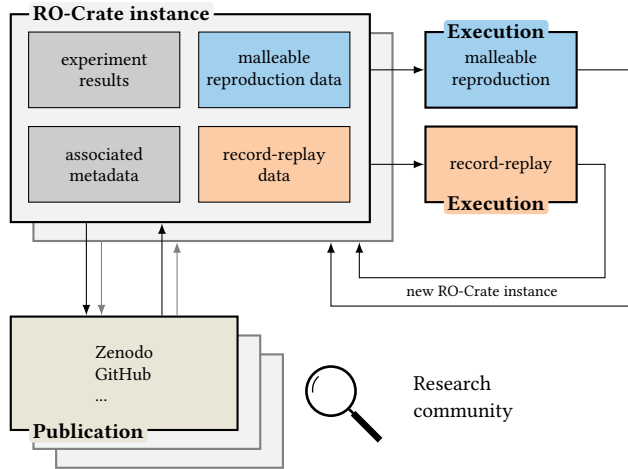 RO-Crate instance
experiment
results
malleable
reproduction data
associated
metadata
record-replay
data
Execution
malleable
reproduction
record-replay
Execution
new RO-Crate instance
Zenodo
GitHub
...
Publication
Research
community